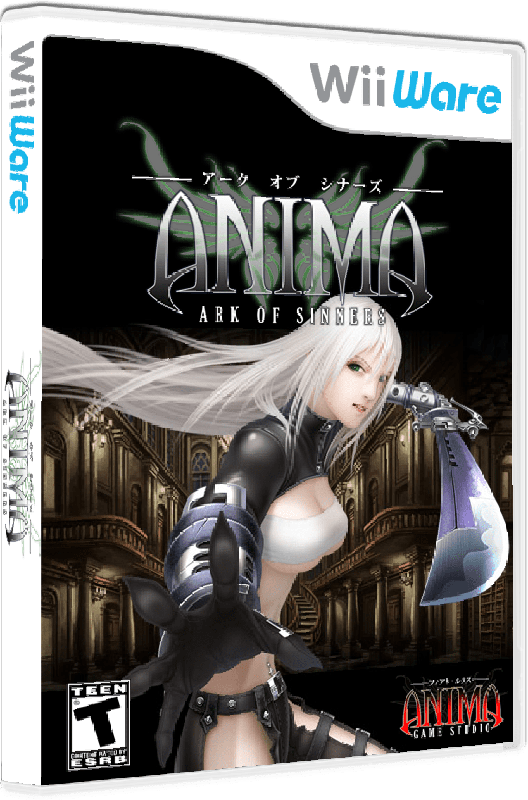 WiiWare
WiiWare
アーク オブ シナーズ
ANIMA
ARK OF SINNERS
ANIMA
TEEN
T
CONTENT RATED BY
ESRB
ANIMA
GAME STUDIO